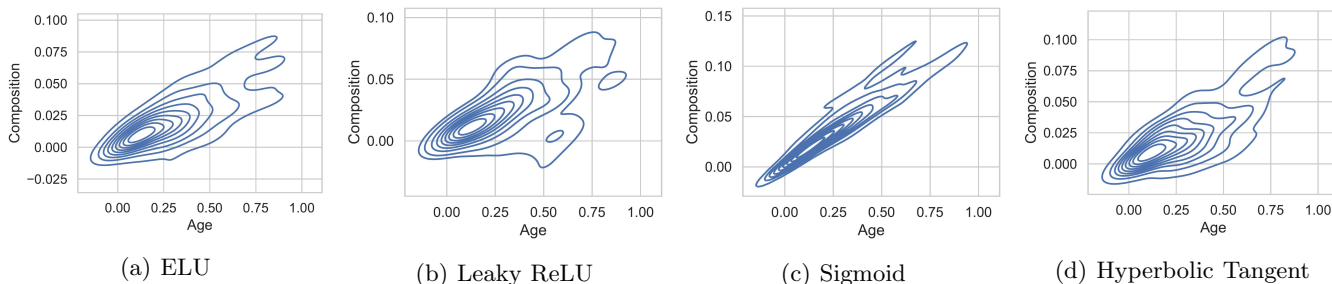 0.100
0.075
0.050
0.025
0.000
−0.025
Composition
0.00 0.25 0.50 0.75 1.00
Age
(a) ELU
0.10
0.05
0.00
Composition
0.00 0.25 0.50 0.75 1.00
Age
(b) Leaky ReLU
0.15
0.10
0.05
0.00
Composition
0.00 0.25 0.50 0.75 1.00
Age
(c) Sigmoid
0.100
0.075
0.050
0.025
0.000
Composition
0.00 0.25 0.50 0.75 1.0
Age
(d) Hyperbolic Tangent